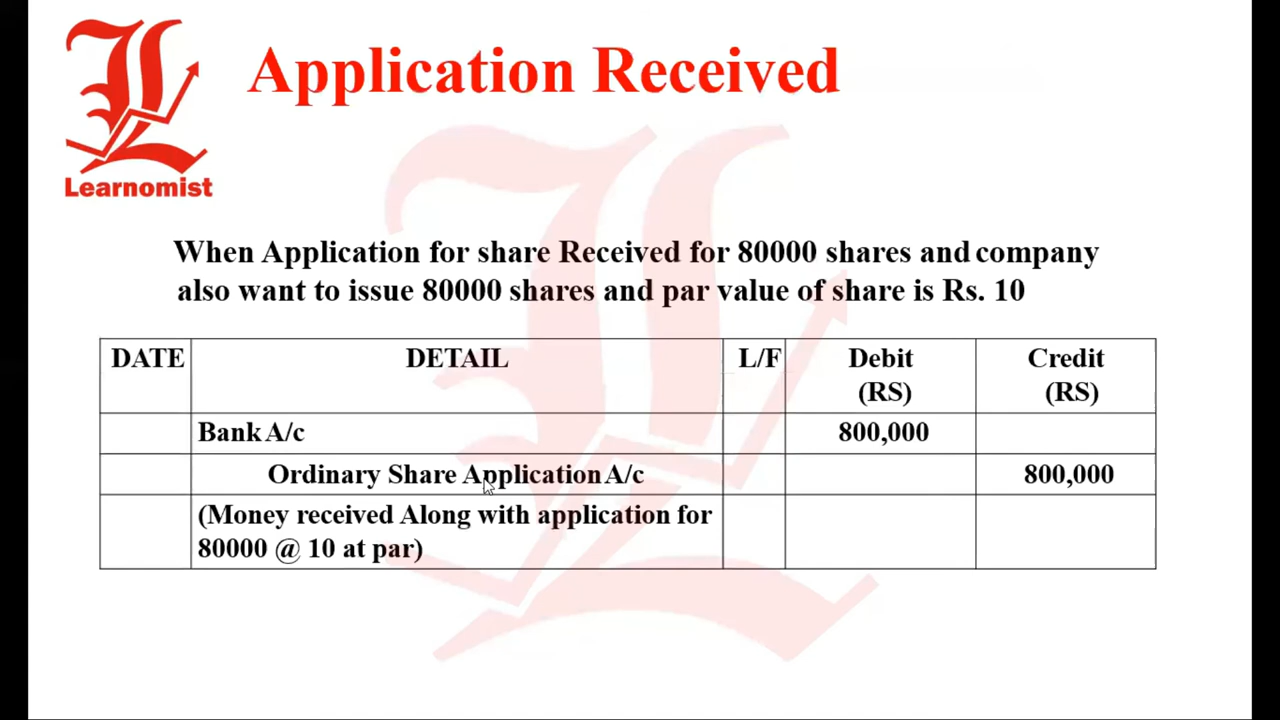 Application Received
Learnomist
When Application for share Received for 80000 shares and company
also want to issue 80000 shares and par value of share is Rs. 10
DATE DETAIL L/F Debit (RS) Credit (RS)
Bank A/c 800,000
Ordinary Share Application A/c 800,000
(Money received Along with application for
80000 @ 10 at par)